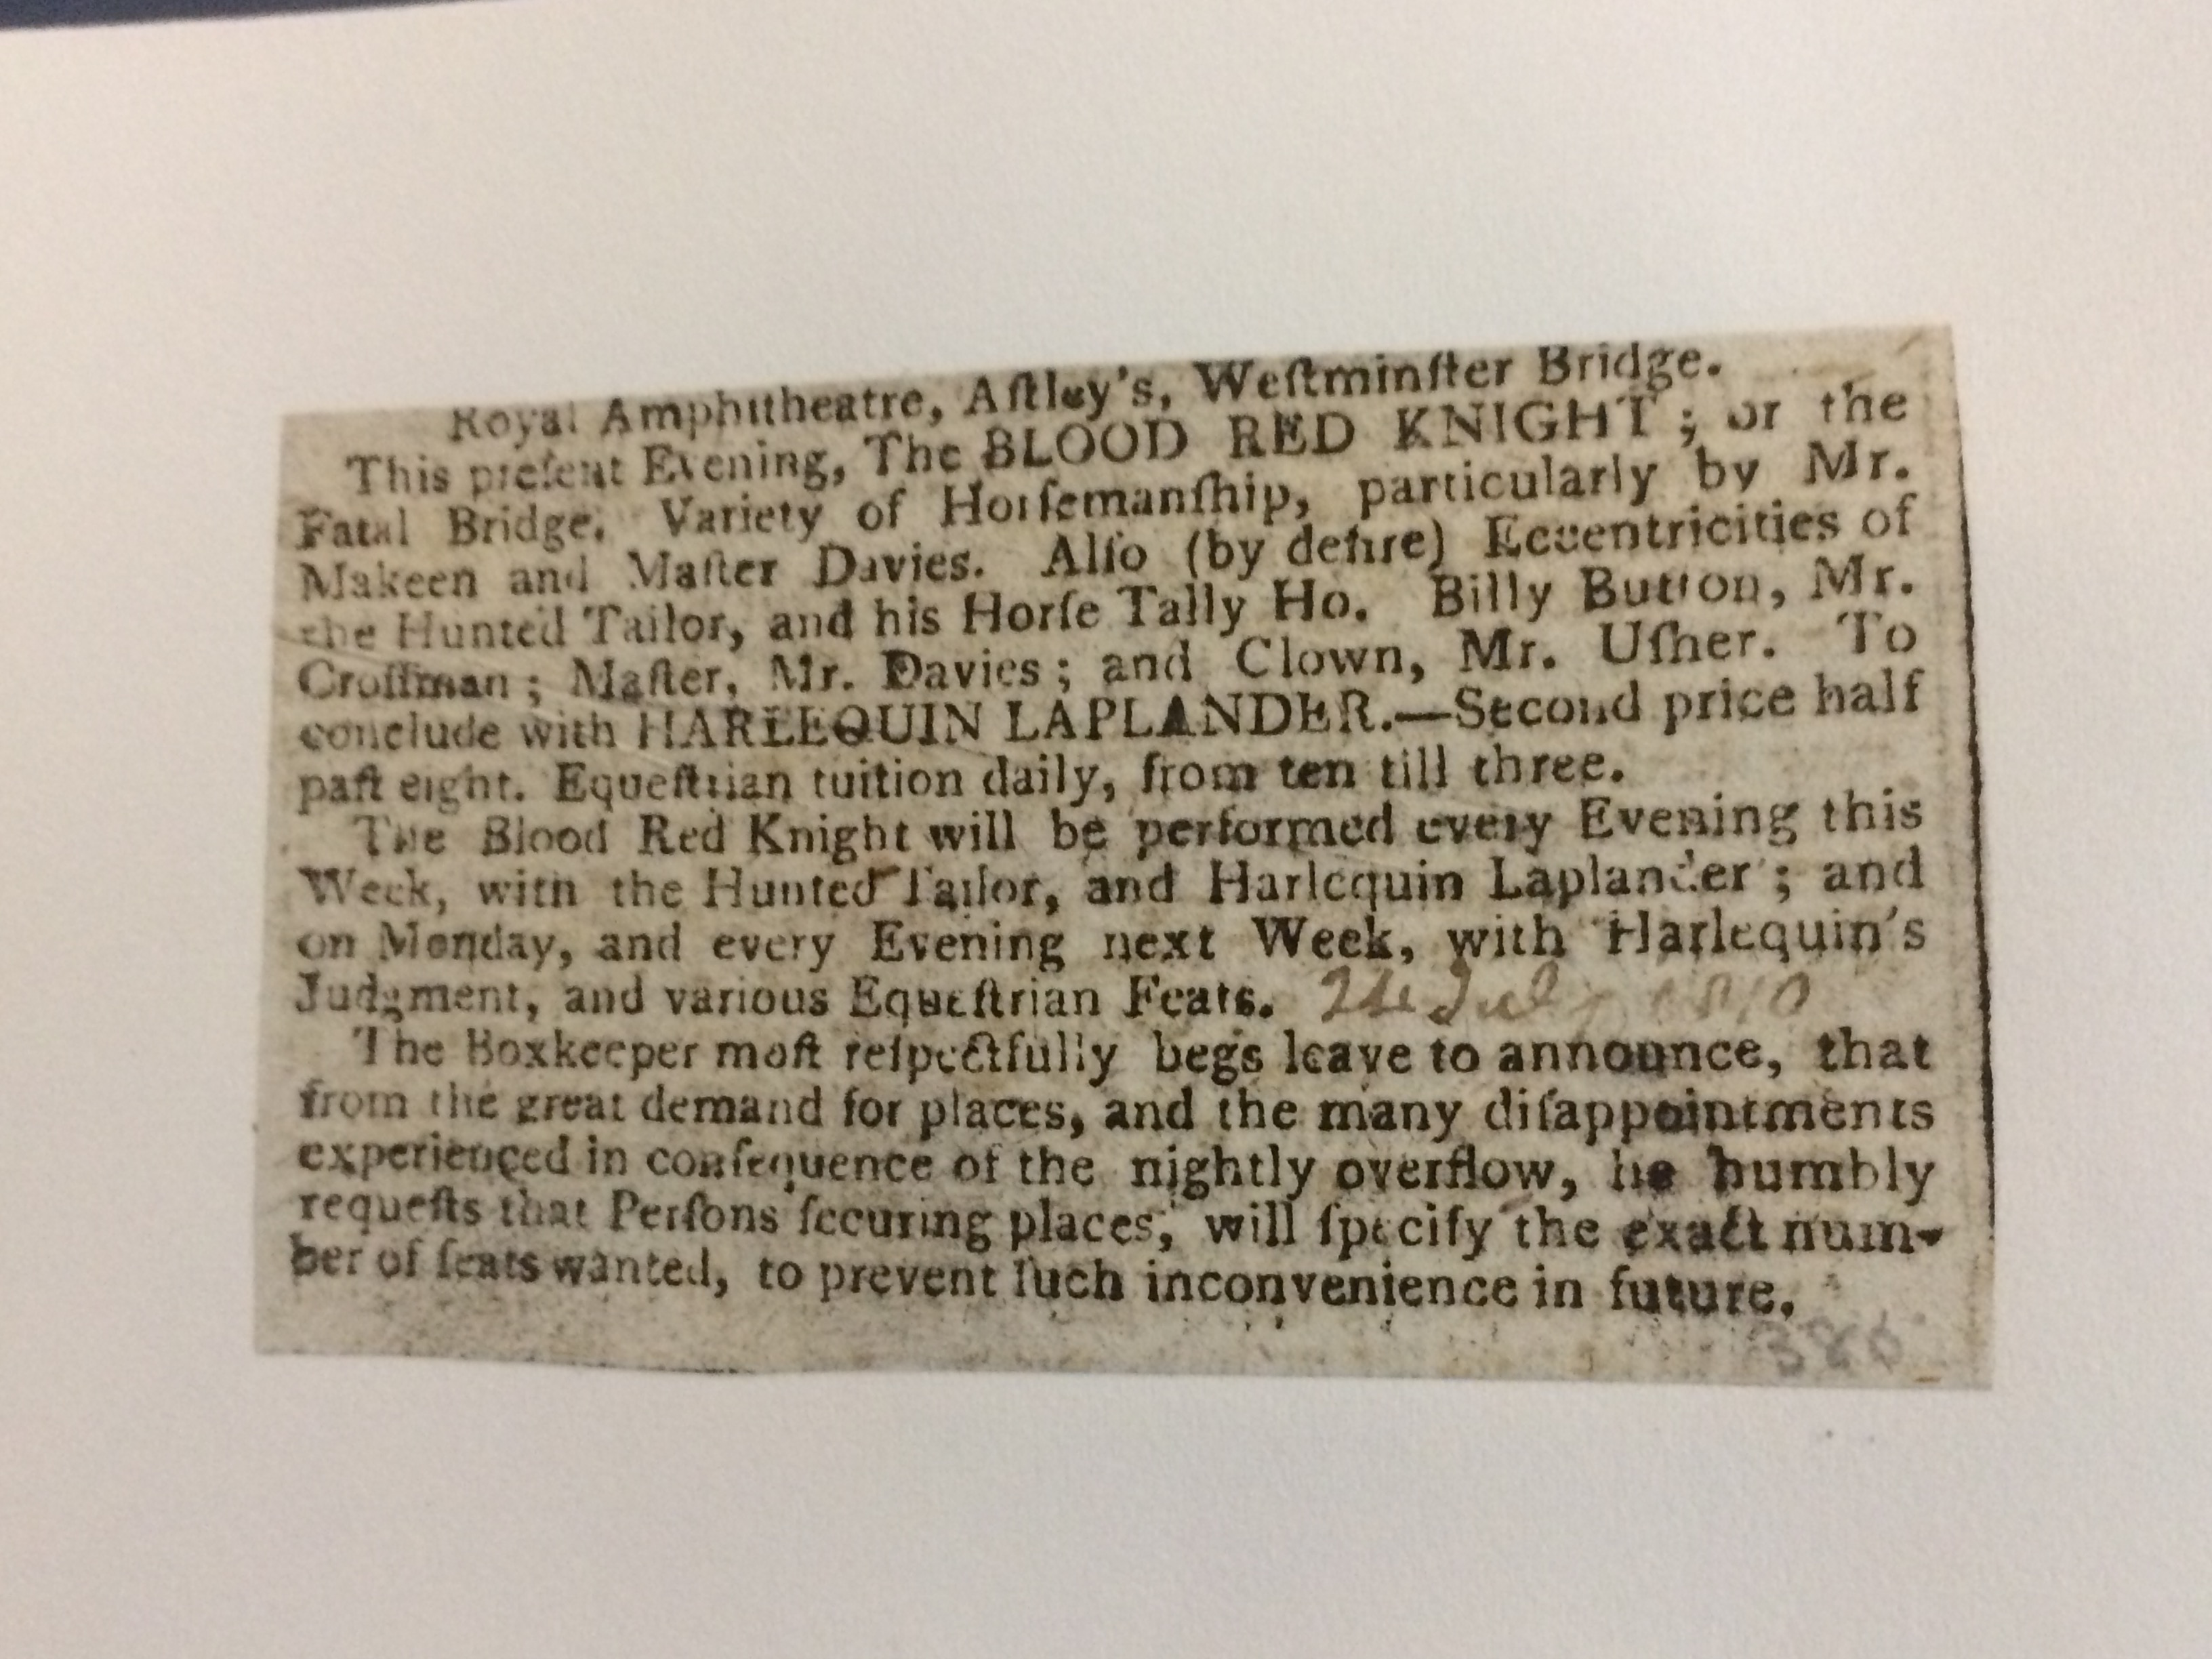 Royal Amphitheatre, Aſtley's, Weſtminſter Bridge.
This preſent Evening, The BLOOD RED KNIGHT; or the
Fatal Bridge. Variety of Horſemanſhip, particularly by Mr.
Makeen and Maſter Davies. Alſo (by deſire) Eccentricities of
the Hunted Tailor, and his Horſe Tally Ho. Billy Button, Mr.
Croſſman; Maſter, Mr. Davies; and Clown, Mr. Uſher. To
conclude with HARLEQUIN LAPLANDER.—Second price half
paſt eight. Equeſtrian tuition daily, from ten till three.
The Blood Red Knight will be performed every Evening this
Week, with the Hunted Tailor, and Harlequin Laplander; and
on Monday, and every Evening next Week, with Harlequin's
Judgment, and various Equeſtrian Feats. 24 July 1810
The Boxkeeper moſt reſpectfully begs leave to announce, that
from the great demand for places, and the many diſappointments
experienced in conſequence of the nightly overflow, he humbly
requeſts that Perſons ſecuring places, will ſpecify the exact num-
ber of ſeats wanted, to prevent ſuch inconvenience in future.
386